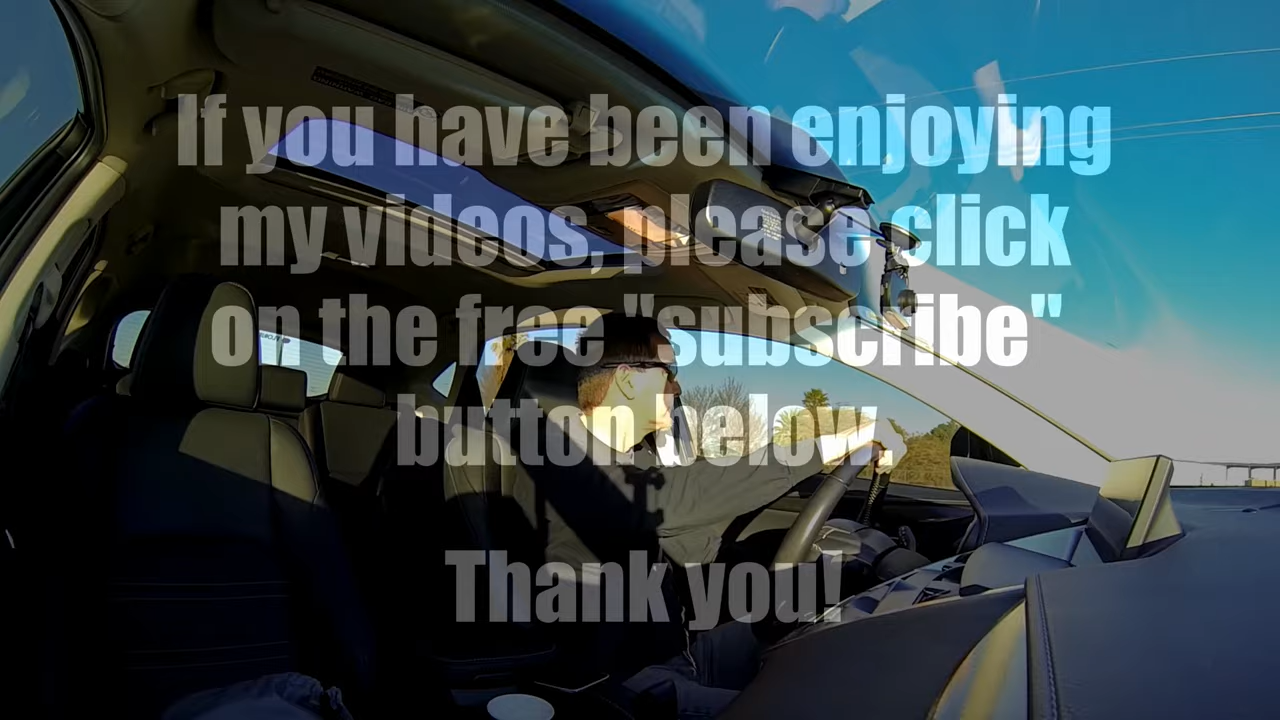 If you have been enjoying
my videos, please click
on the free "subscribe"
button below.
Thank you!